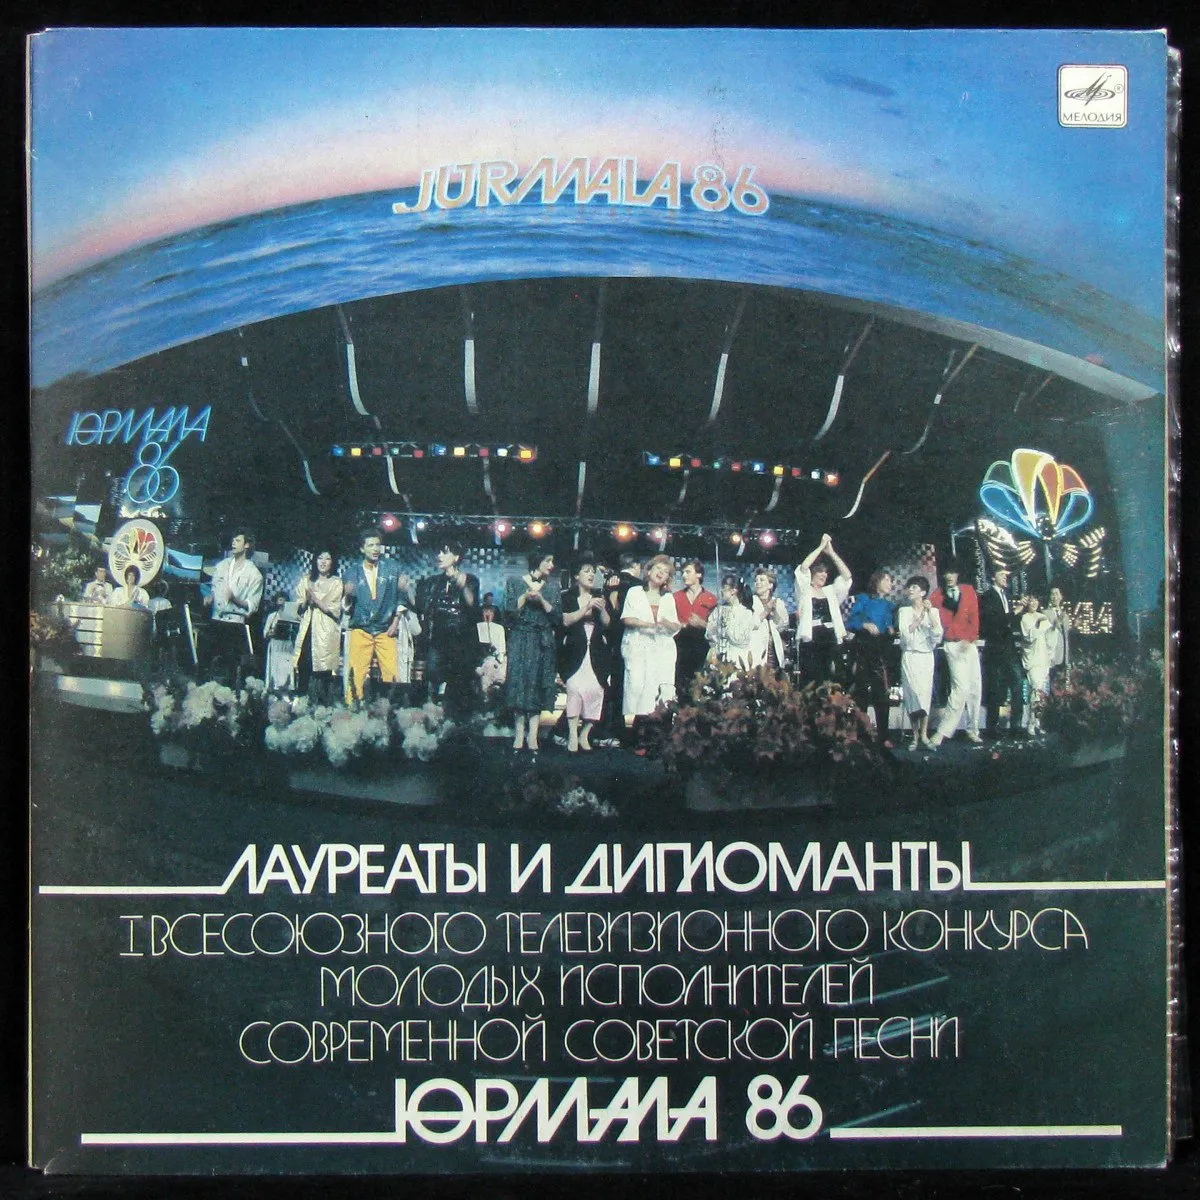 МЕЛОДИЯ
JŪRMALA 86
ЮРМАЛА
86
ЛАУРЕАТЫ И ДИПЛОМАНТЫ
I ВСЕСОЮЗНОГО ТЕЛЕВИЗИОННОГО КОНКУРСА
МОЛОДЫХ ИСПОЛНИТЕЛЕЙ
СОВРЕМЕННОЙ СОВЕТСКОЙ ПЕСНИ
ЮРМАЛА 86